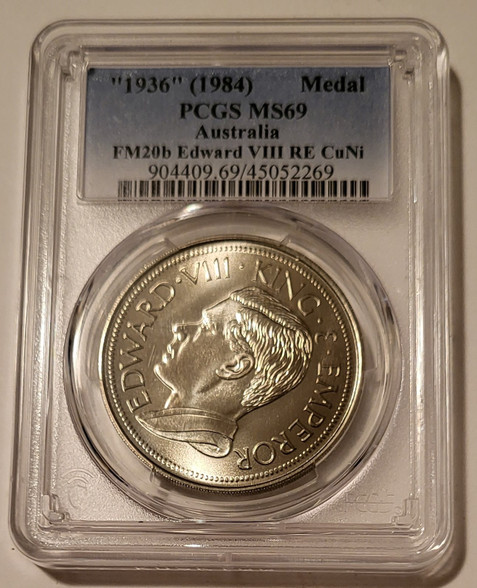 "1936" (1984) Medal
PCGS MS69
Australia
FM20b Edward VIII RE CuNi
904409.69/45052269
EDWARD·VIII·KING·&·EMPEROR